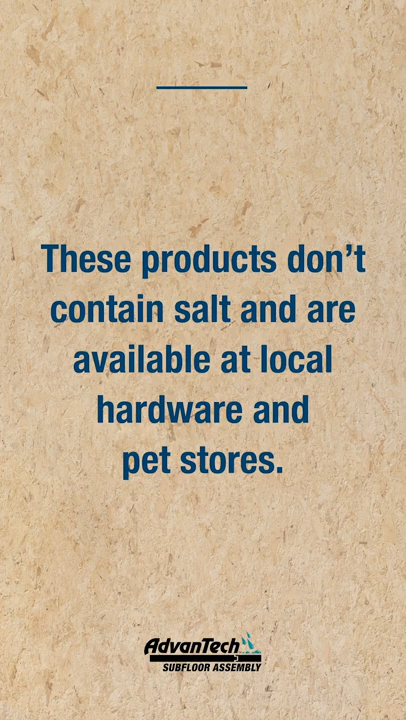 These products don’t
contain salt and are
available at local
hardware and
pet stores.
AdvanTech
SUBFLOOR ASSEMBLY